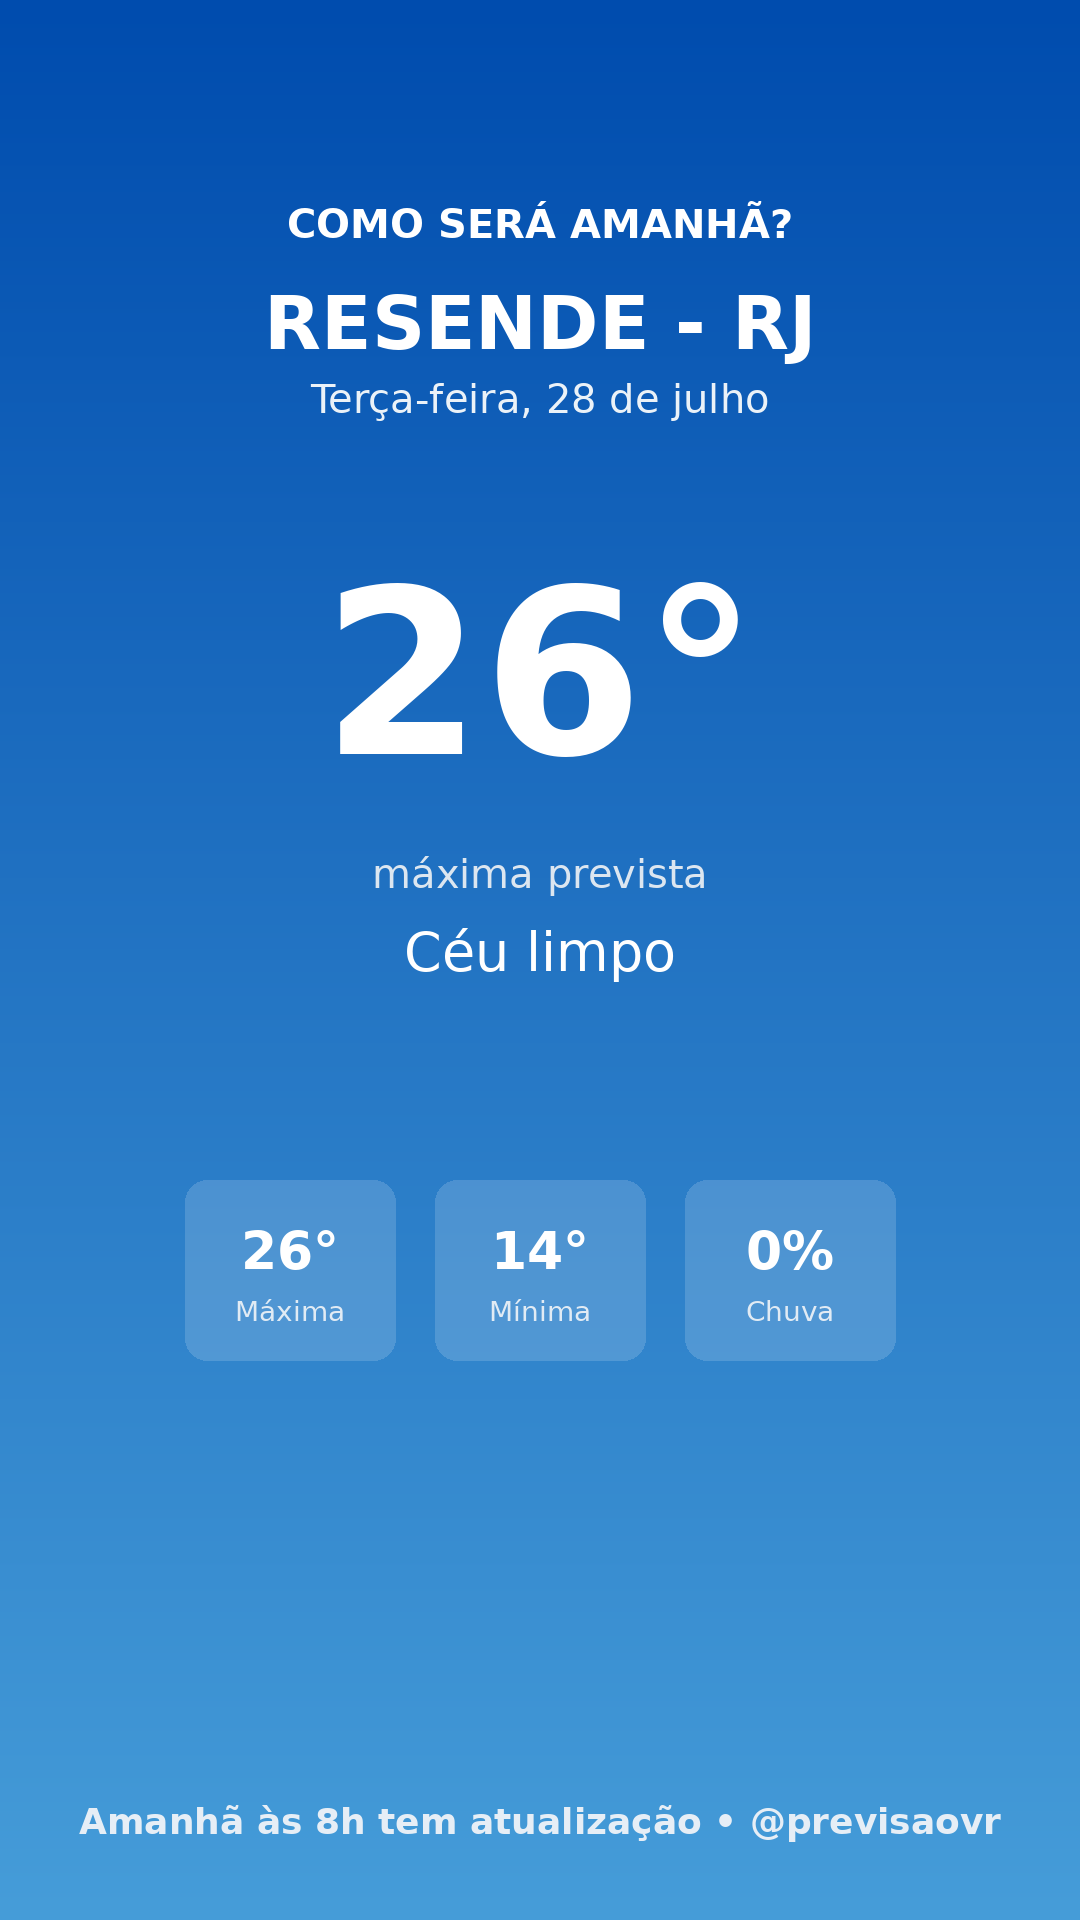 COMO SERÁ AMANHÃ?
RESENDE - RJ
Terça-feira, 28 de julho
26°
máxima prevista
Céu limpo
26° 14° 0%
Máxima Mínima Chuva
Amanhã às 8h tem atualização • @previsaovr